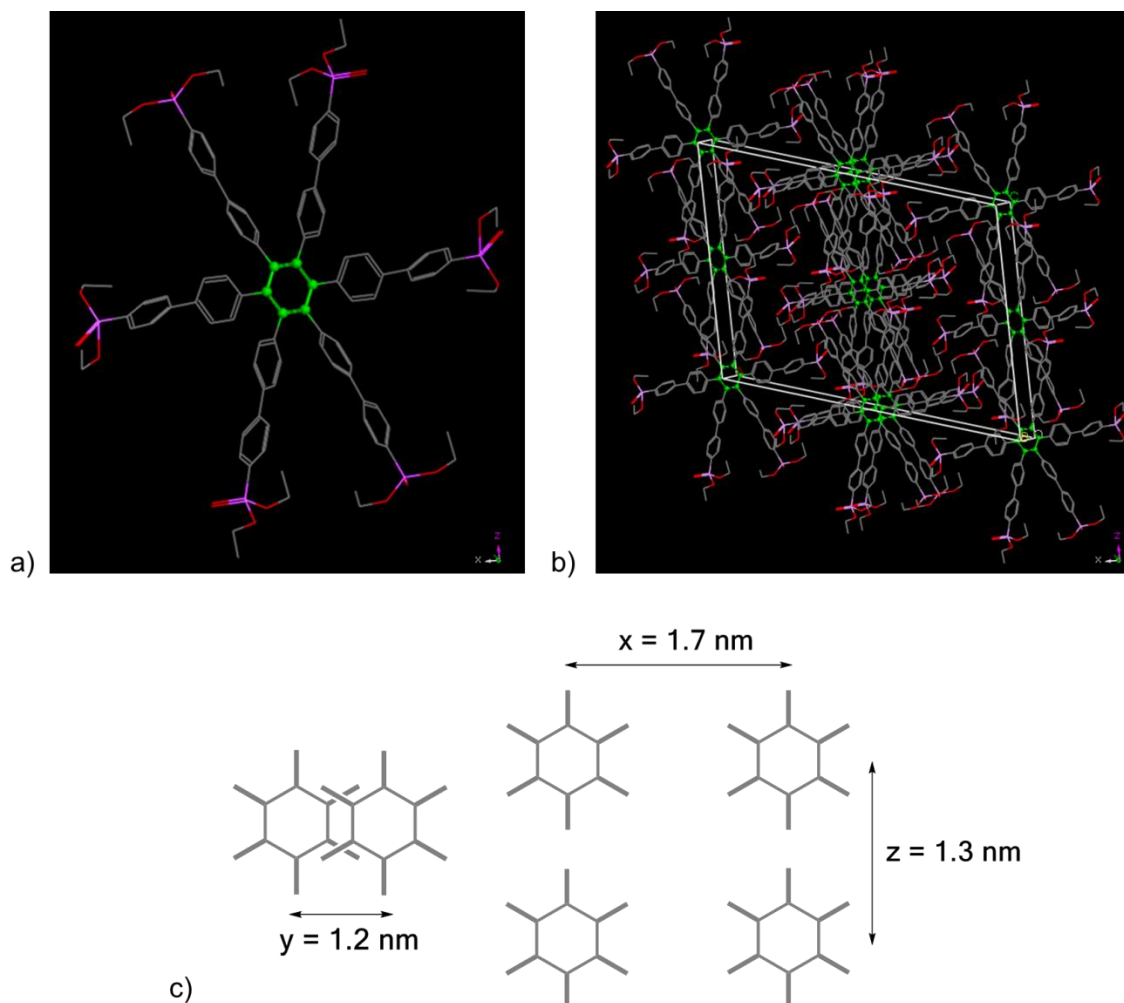 z
x
a)
z
x
b)
x = 1.7 nm
z = 1.3 nm
y = 1.2 nm
c)